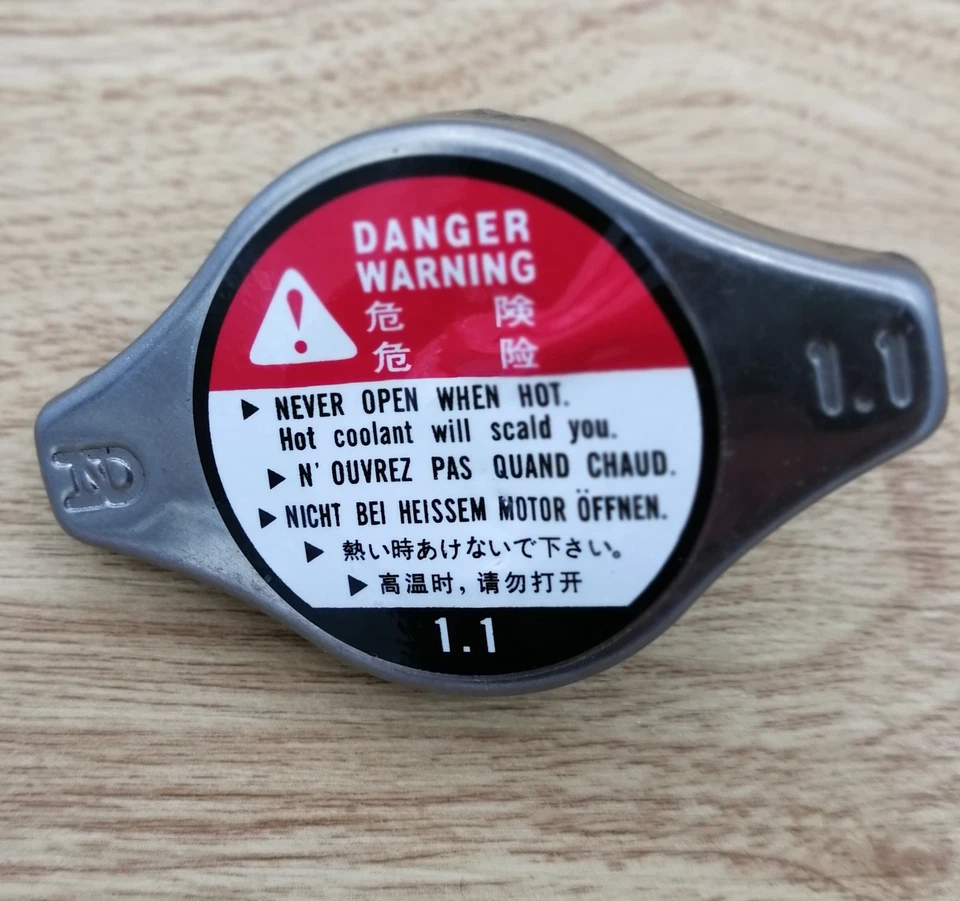 DANGER
WARNING
危 険
危 险
▶ NEVER OPEN WHEN HOT.
Hot coolant will scald you.
▶ N'OUVREZ PAS QUAND CHAUD.
▶ NICHT BEI HEISSEM MOTOR ÖFFNEN.
▶ 熱い時あけないで下さい。
▶ 高温时,请勿打开
1.1
1.1